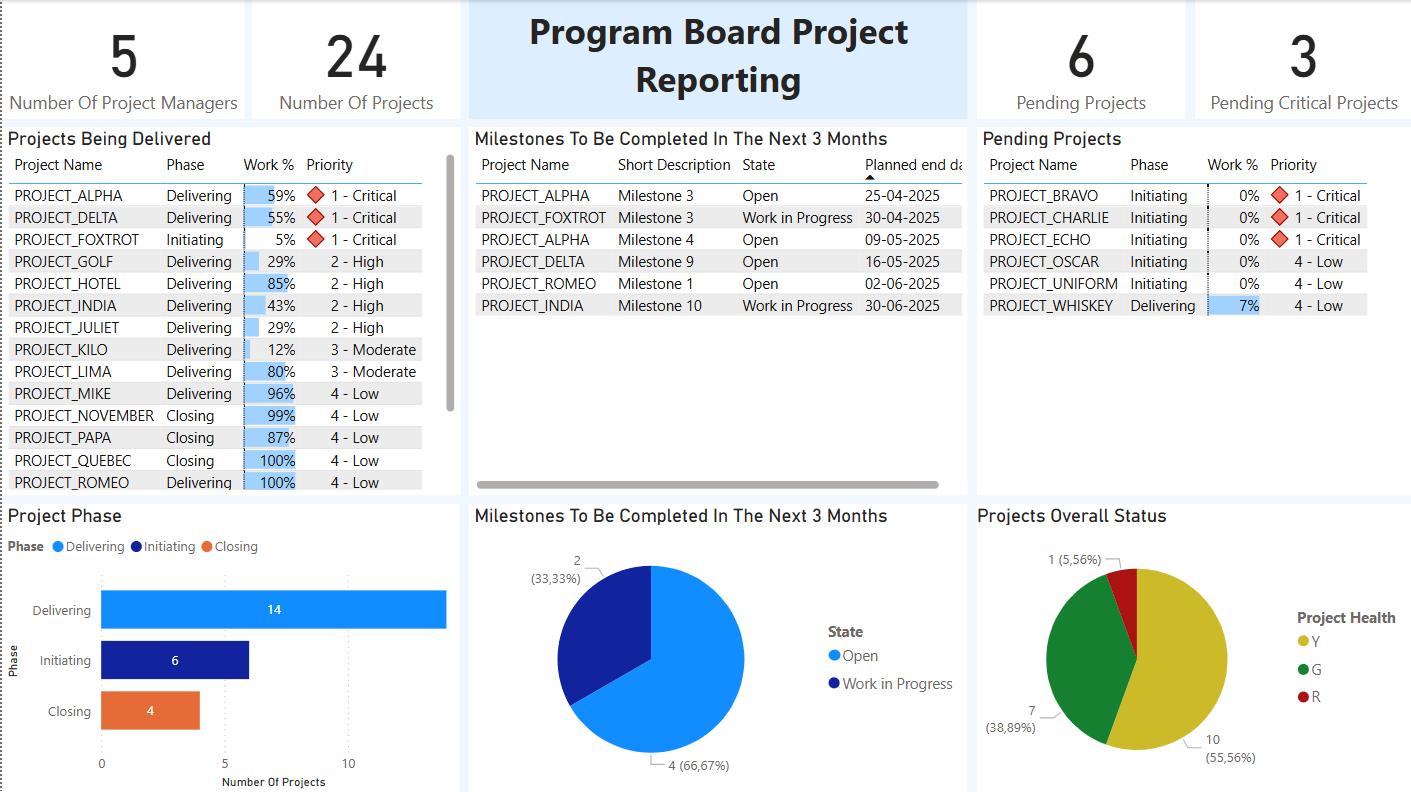 5
Number Of Project Managers
24
Number Of Projects
Program Board Project
Reporting
6
Pending Projects
3
Pending Critical Projects
Projects Being Delivered
Project Name Phase Work % Priority
PROJECT_ALPHA Delivering 59% 1 - Critical
PROJECT_DELTA Delivering 55% 1 - Critical
PROJECT_FOXTROT Initiating 5% 1 - Critical
PROJECT_GOLF Delivering 29% 2 - High
PROJECT_HOTEL Delivering 85% 2 - High
PROJECT_INDIA Delivering 43% 2 - High
PROJECT_JULIET Delivering 29% 2 - High
PROJECT_KILO Delivering 12% 3 - Moderate
PROJECT_LIMA Delivering 80% 3 - Moderate
PROJECT_MIKE Delivering 96% 4 - Low
PROJECT_NOVEMBER Closing 99% 4 - Low
PROJECT_PAPA Closing 87% 4 - Low
PROJECT_QUEBEC Closing 100% 4 - Low
PROJECT_ROMEO Delivering 100% 4 - Low
Milestones To Be Completed In The Next 3 Months
Project Name Short Description State Planned end da
PROJECT_ALPHA Milestone 3 Open 25-04-2025
PROJECT_FOXTROT Milestone 3 Work in Progress 30-04-2025
PROJECT_ALPHA Milestone 4 Open 09-05-2025
PROJECT_DELTA Milestone 9 Open 16-05-2025
PROJECT_ROMEO Milestone 1 Open 02-06-2025
PROJECT_INDIA Milestone 10 Work in Progress 30-06-2025
Pending Projects
Project Name Phase Work % Priority
PROJECT_BRAVO Initiating 0% 1 - Critical
PROJECT_CHARLIE Initiating 0% 1 - Critical
PROJECT_ECHO Initiating 0% 1 - Critical
PROJECT_OSCAR Initiating 0% 4 - Low
PROJECT_UNIFORM Initiating 0% 4 - Low
PROJECT_WHISKEY Delivering 7% 4 - Low
Project Phase
Phase Delivering Initiating Closing
Delivering 14
Initiating 6
Closing 4
Phase
0 5 10
Number Of Projects
Milestones To Be Completed In The Next 3 Months
2
(33,33%)
4 (66,67%)
State
Open
Work in Progress
Projects Overall Status
1 (5,56%)
7
(38,89%)
10
(55,56%)
Project Health
Y
G
R